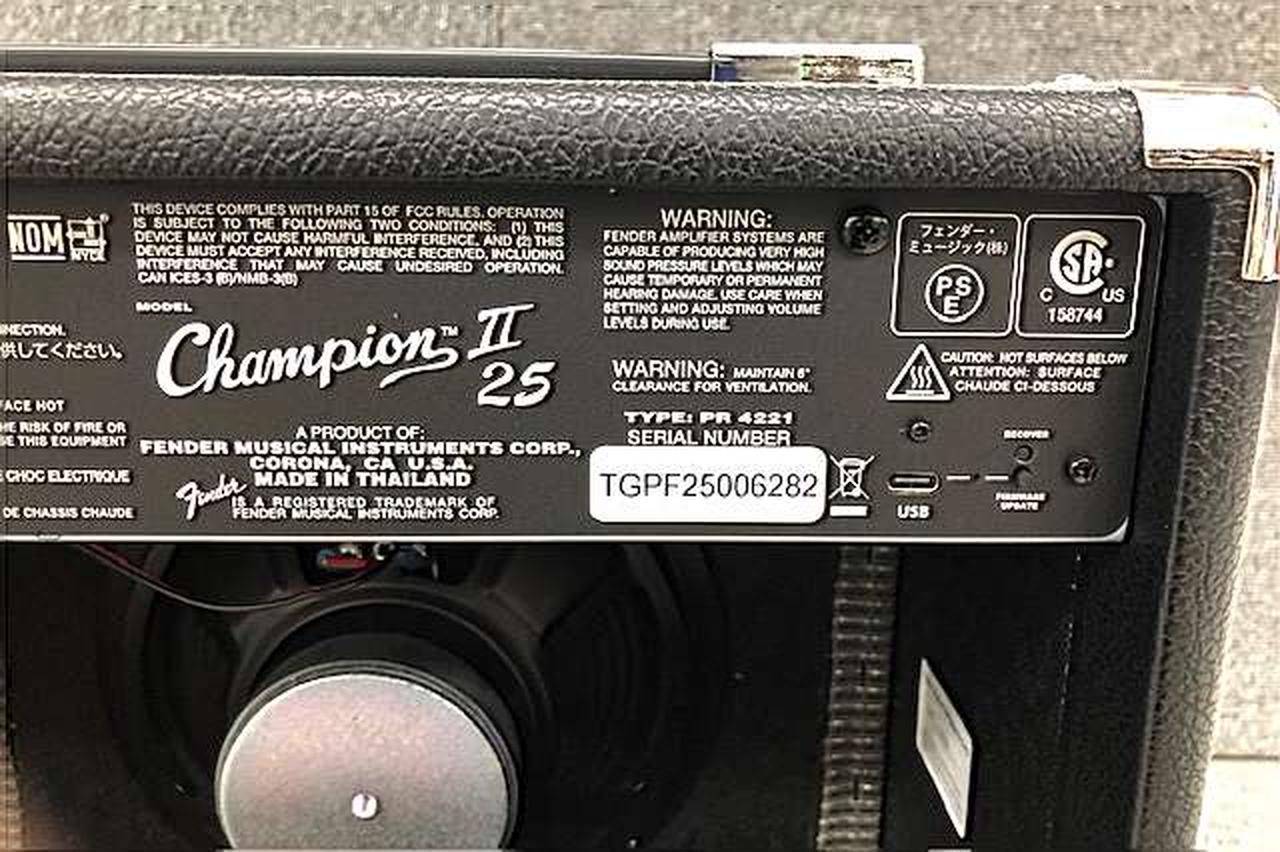 NOM
NYCE
NNECTION.
供してください。
FACE HOT
HE RISK OF FIRE OR
SE THIS EQUIPMENT
CHOC ELECTRIQUE
DE CHASSIS CHAUDE
THIS DEVICE COMPLIES WITH PART 15 OF FCC RULES. OPERATION
IS SUBJECT TO THE FOLLOWING TWO CONDITIONS: (1) THIS
DEVICE MAY NOT CAUSE HARMFUL INTERFERENCE, AND (2) THIS
DEVICE MUST ACCEPT ANY INTERFERENCE RECEIVED, INCLUDING
INTERFERENCE THAT MAY CAUSE UNDESIRED OPERATION.
CAN ICES-3 (B)/NMB-3(B)
MODEL
Champion™ II
25
A PRODUCT OF:
FENDER MUSICAL INSTRUMENTS CORP.,
CORONA, CA U.S.A.
MADE IN THAILAND
Fender IS A REGISTERED TRADEMARK OF
FENDER MUSICAL INSTRUMENTS CORP.
WARNING:
FENDER AMPLIFIER SYSTEMS ARE
CAPABLE OF PRODUCING VERY HIGH
SOUND PRESSURE LEVELS WHICH MAY
CAUSE TEMPORARY OR PERMANENT
HEARING DAMAGE. USE CARE WHEN
SETTING AND ADJUSTING VOLUME
LEVELS DURING USE.
WARNING: MAINTAIN 6"
CLEARANCE FOR VENTILATION.
TYPE: PR 4221
SERIAL NUMBER
TGPF25006282
フェンダー・
ミュージック(株)
PS
E
SA
C US
158744
CAUTION: HOT SURFACES BELOW
ATTENTION: SURFACE
CHAUDE CI-DESSOUS
RECOVER
USB
FIRMWARE
UPDATE